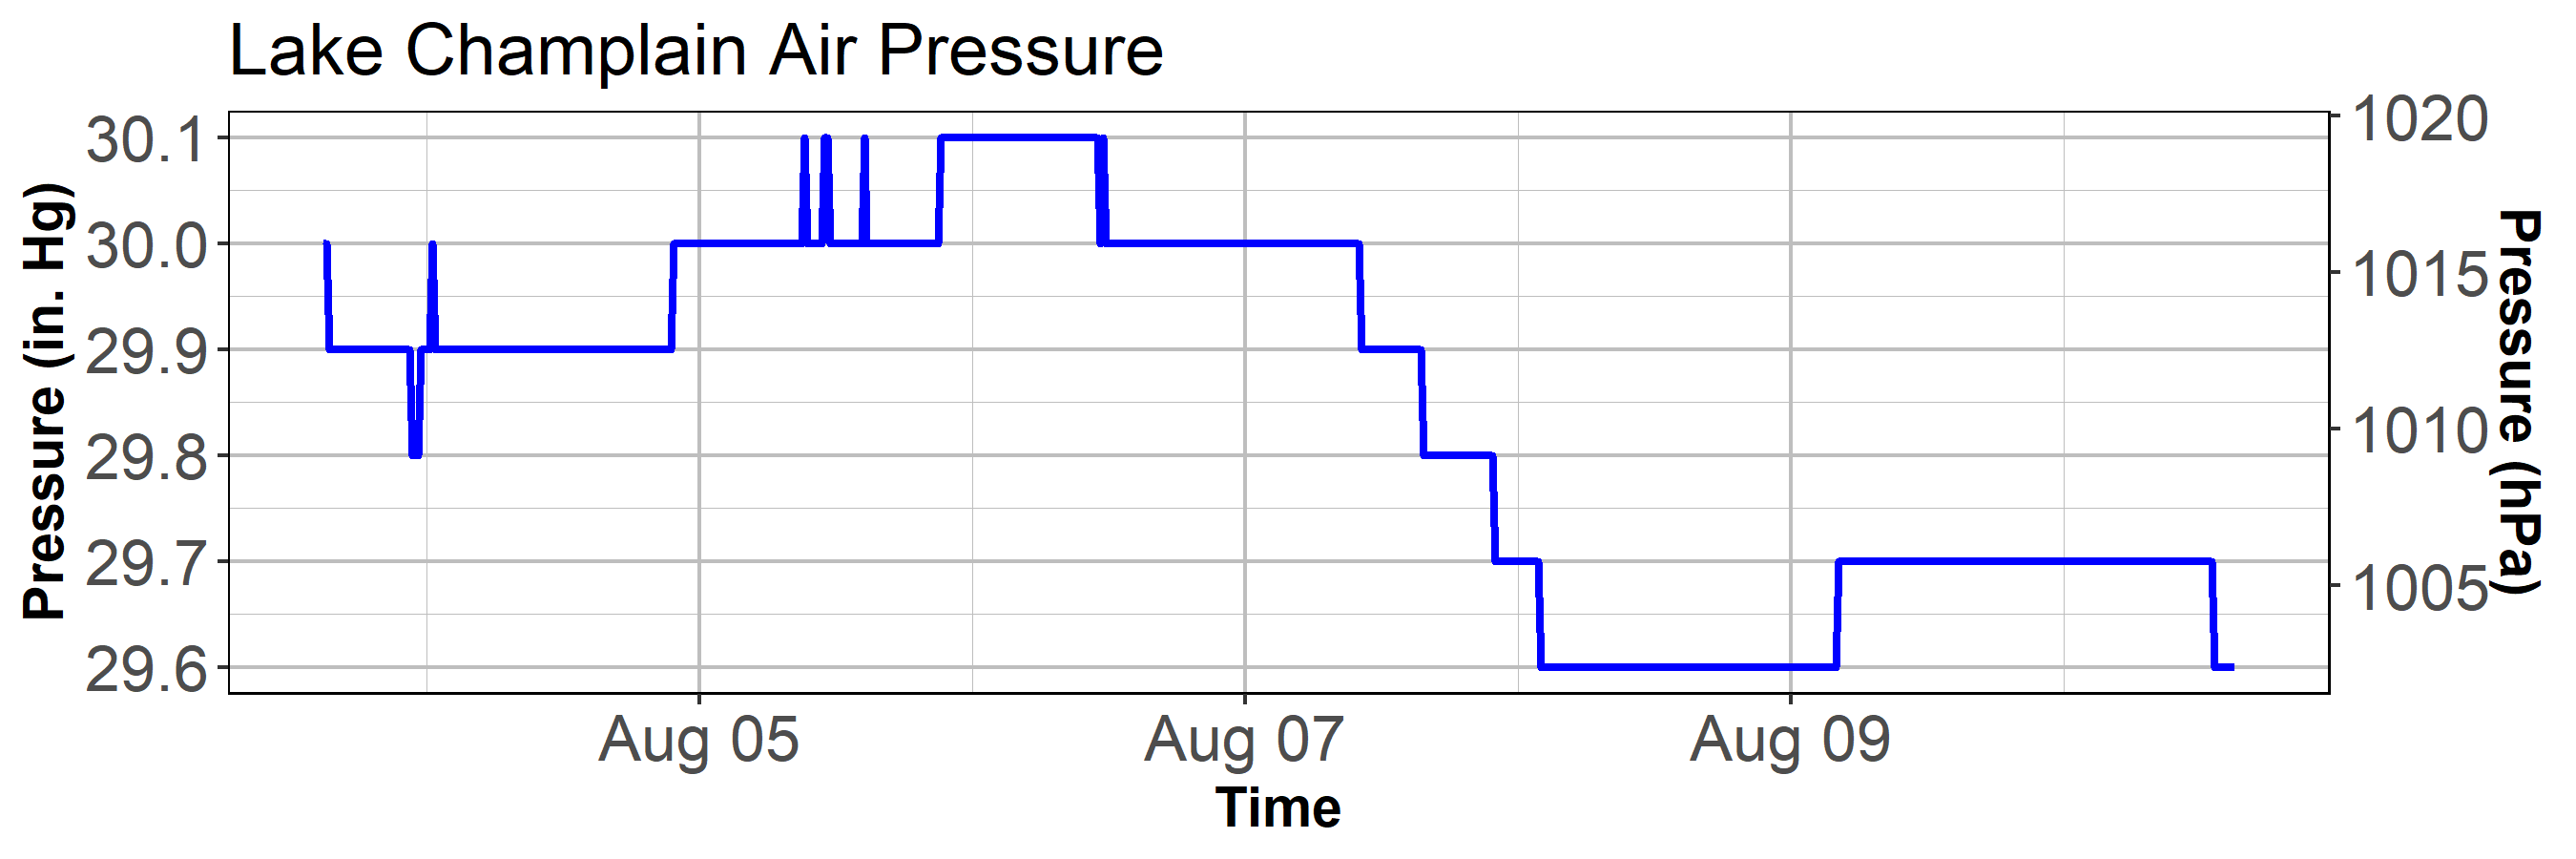 Lake Champlain Air Pressure
Pressure (in. Hg)
30.1
30.0
29.9
29.8
29.7
29.6
1020
1015
1010
1005
Pressure (hPa)
Aug 05 Aug 07 Aug 09
Time